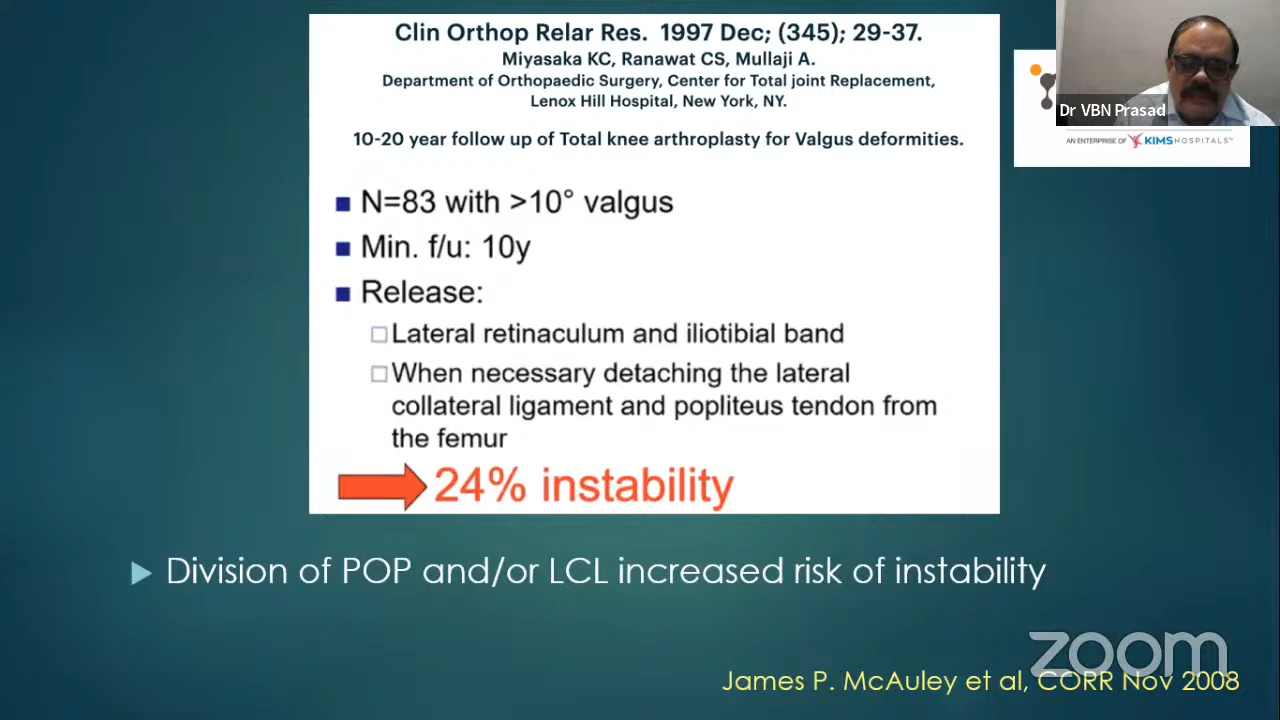 Clin Orthop Relar Res. 1997 Dec; (345); 29-37.
Miyasaka KC, Ranawat CS, Mullaji A.
Department of Orthopaedic Surgery, Center for Total joint Replacement,
Lenox Hill Hospital, New York, NY.
10-20 year follow up of Total knee arthroplasty for Valgus deformities.
N=83 with >10° valgus
Min. f/u: 10y
Release:
Lateral retinaculum and iliotibial band
When necessary detaching the lateral
collateral ligament and popliteus tendon from
the femur
24% instability
Division of POP and/or LCL increased risk of instability
James P. McAuley et al, CORR Nov 2008
Dr VBN Prasad
AN ENTERPRISE OF KIMS HOSPITALS
zoom